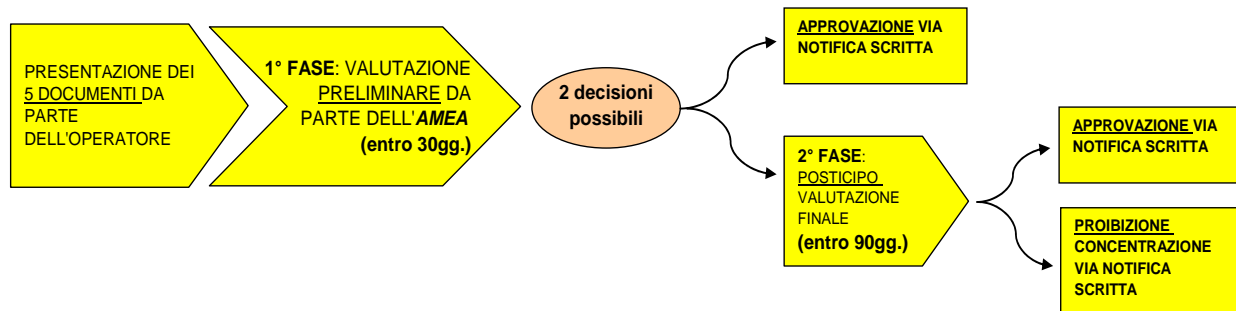 PRESENTAZIONE DEI
5 DOCUMENTI DA
PARTE
DELL'OPERATORE
1° FASE: VALUTAZIONE
PRELIMINARE DA
PARTE DELL'AMEA
(entro 30gg.)
2 decisioni
possibili
APPROVAZIONE VIA
NOTIFICA SCRITTA
2° FASE:
POSTICIPO
VALUTAZIONE
FINALE
(entro 90gg.)
APPROVAZIONE VIA
NOTIFICA SCRITTA
PROIBIZIONE
CONCENTRAZIONE
VIA NOTIFICA
SCRITTA